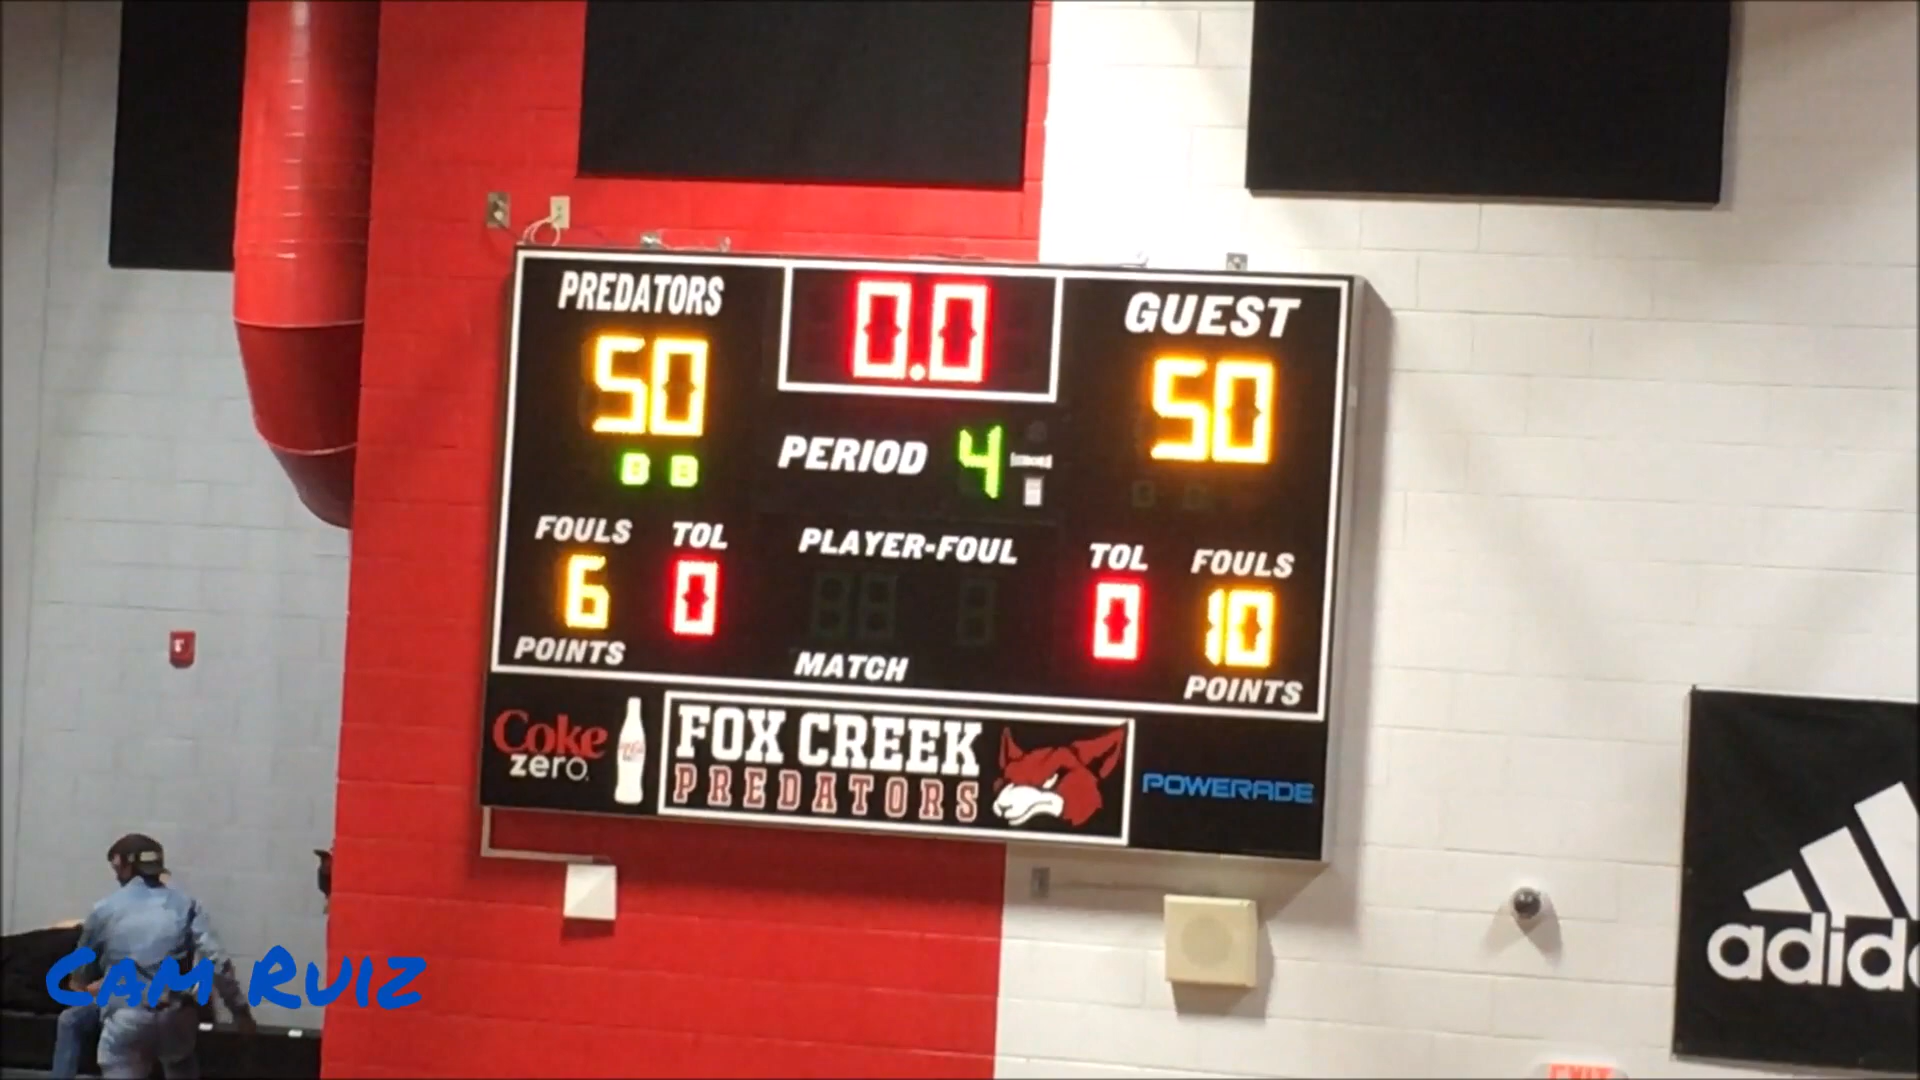 PREDATORS 0.0 GUEST
50 50
B B PERIOD 4
FOULS TOL PLAYER-FOUL TOL FOULS
6 0 0 10
POINTS MATCH POINTS
Coke zero FOX CREEK PREDATORS POWERADE
adid
CAM RUIZ
EXIT